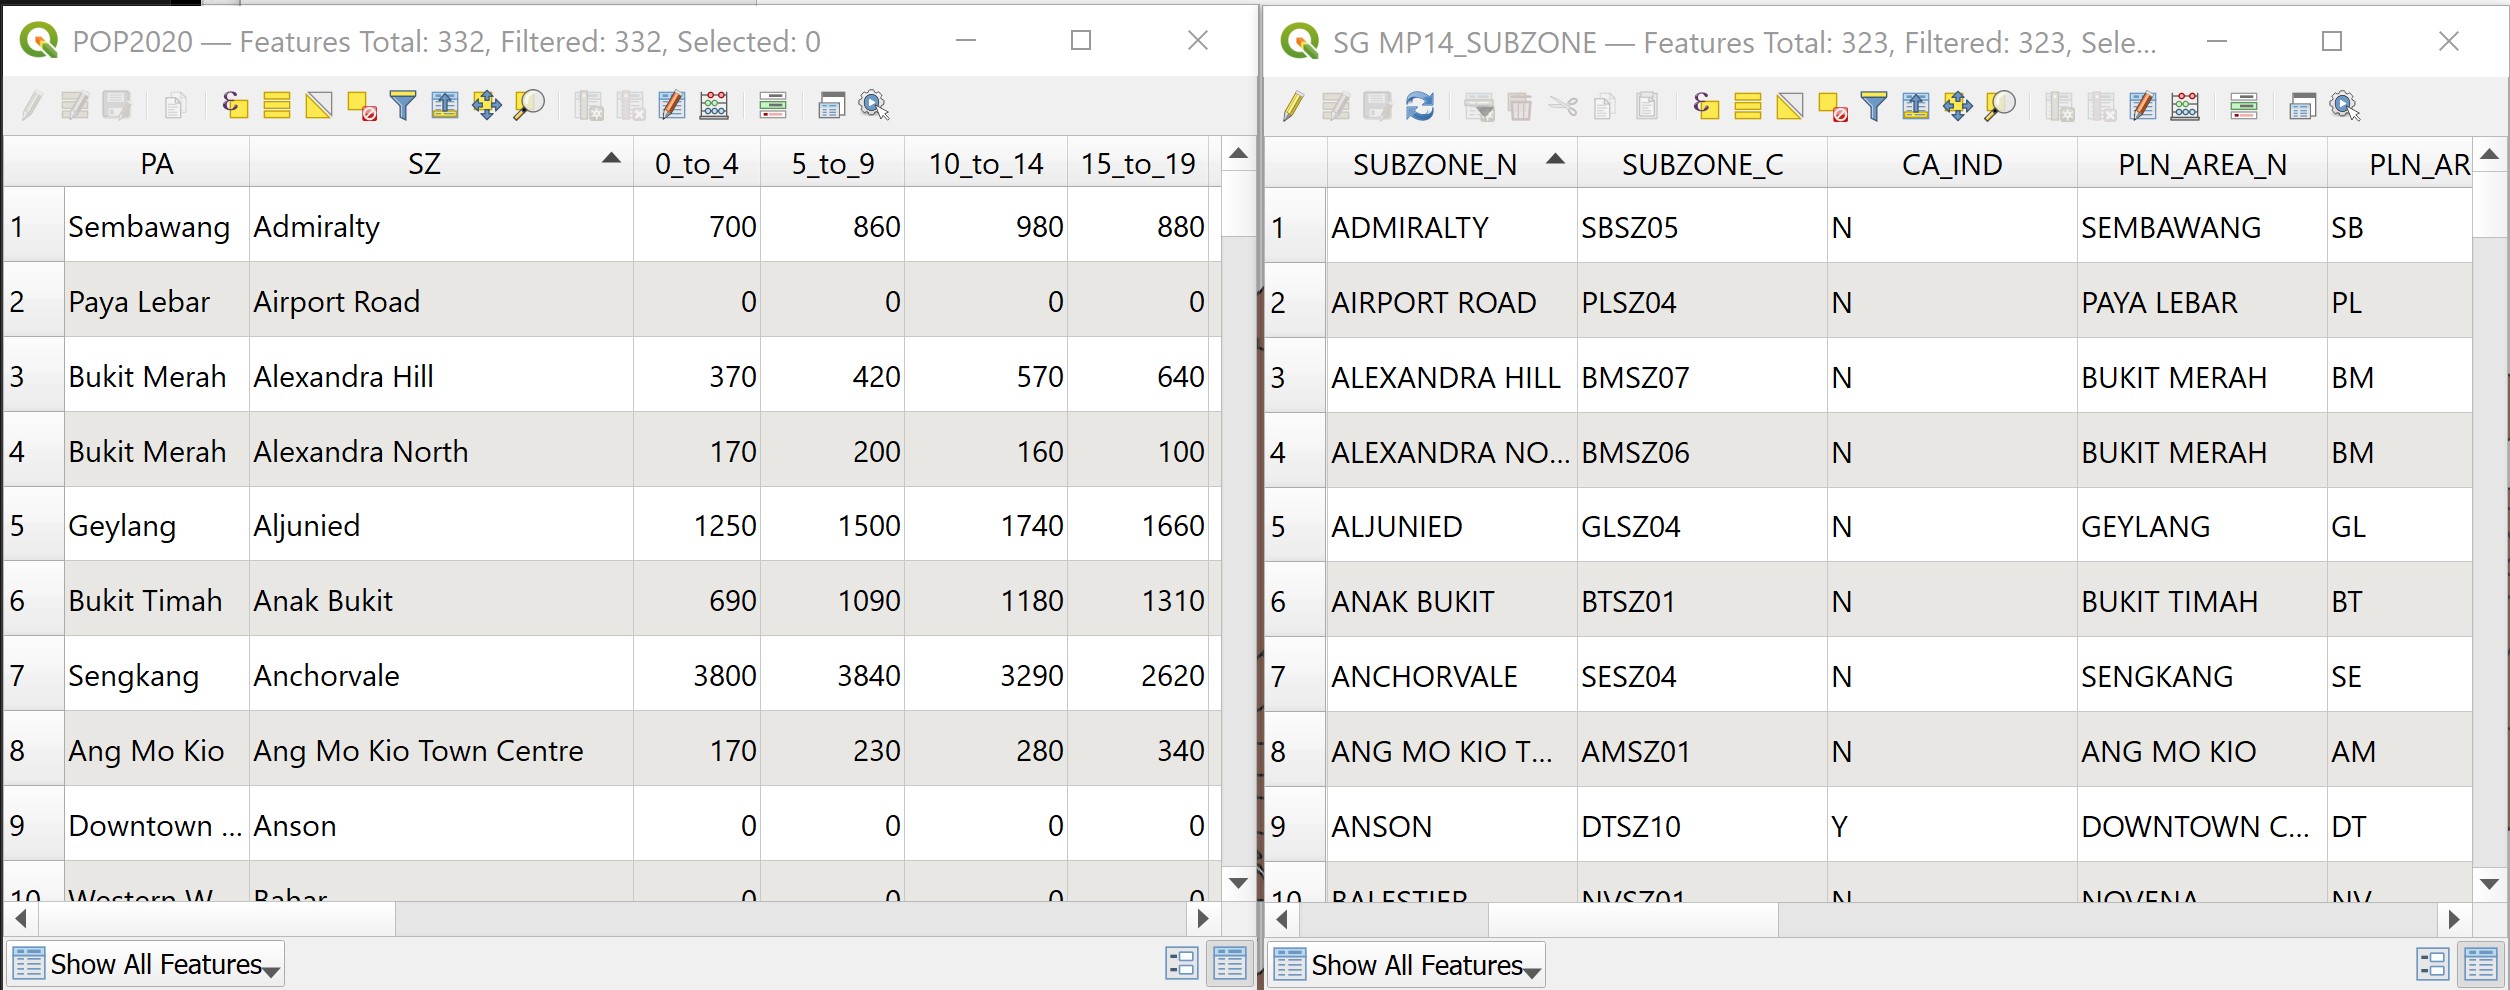 POP2020 — Features Total: 332, Filtered: 332, Selected: 0
PA SZ 0_to_4 5_to_9 10_to_14 15_to_19
1 Sembawang Admiralty 700 860 980 880
2 Paya Lebar Airport Road 0 0 0 0
3 Bukit Merah Alexandra Hill 370 420 570 640
4 Bukit Merah Alexandra North 170 200 160 100
5 Geylang Aljunied 1250 1500 1740 1660
6 Bukit Timah Anak Bukit 690 1090 1180 1310
7 Sengkang Anchorvale 3800 3840 3290 2620
8 Ang Mo Kio Ang Mo Kio Town Centre 170 230 280 340
9 Downtown ... Anson 0 0 0 0
10 Western W... Bahar 0 0 0 0
Show All Features
SG MP14_SUBZONE — Features Total: 323, Filtered: 323, Sele...
SUBZONE_N SUBZONE_C CA_IND PLN_AREA_N PLN_AR
1 ADMIRALTY SBSZ05 N SEMBAWANG SB
2 AIRPORT ROAD PLSZ04 N PAYA LEBAR PL
3 ALEXANDRA HILL BMSZ07 N BUKIT MERAH BM
4 ALEXANDRA NO... BMSZ06 N BUKIT MERAH BM
5 ALJUNIED GLSZ04 N GEYLANG GL
6 ANAK BUKIT BTSZ01 N BUKIT TIMAH BT
7 ANCHORVALE SESZ04 N SENGKANG SE
8 ANG MO KIO T... AMSZ01 N ANG MO KIO AM
9 ANSON DTSZ10 Y DOWNTOWN C... DT
10 BALESTIER NVSZ01 N NOVENA NV
Show All Features